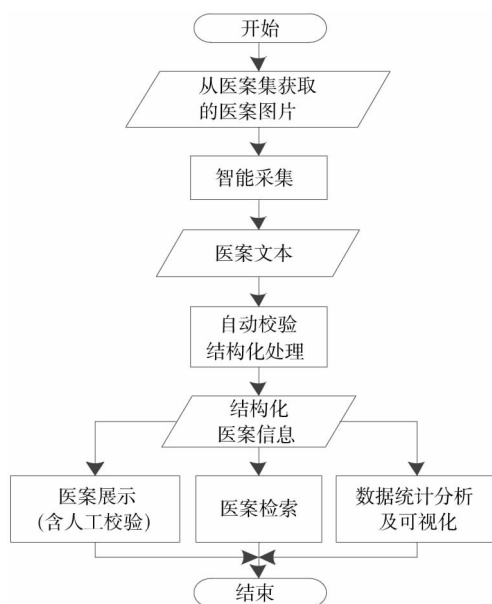 开始
从医案集获取
的医案图片
智能采集
医案文本
自动校验
结构化处理
结构化
医案信息
医案展示
(含人工校验)
医案检索
数据统计分析
及可视化
结束